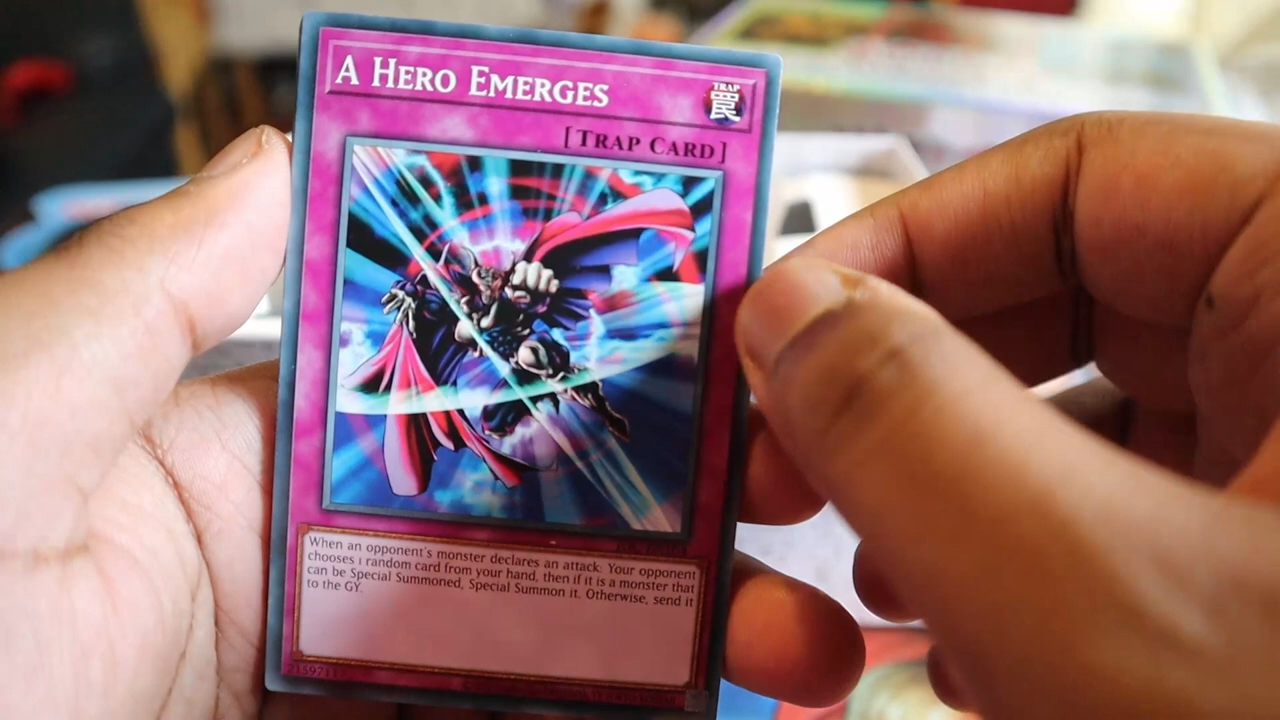 A HERO EMERGES
TRAP
罠
[TRAP CARD]
When an opponent's monster declares an attack: Your opponent
chooses 1 random card from your hand, then if it is a monster that
can be Special Summoned, Special Summon it. Otherwise, send it
to the GY.